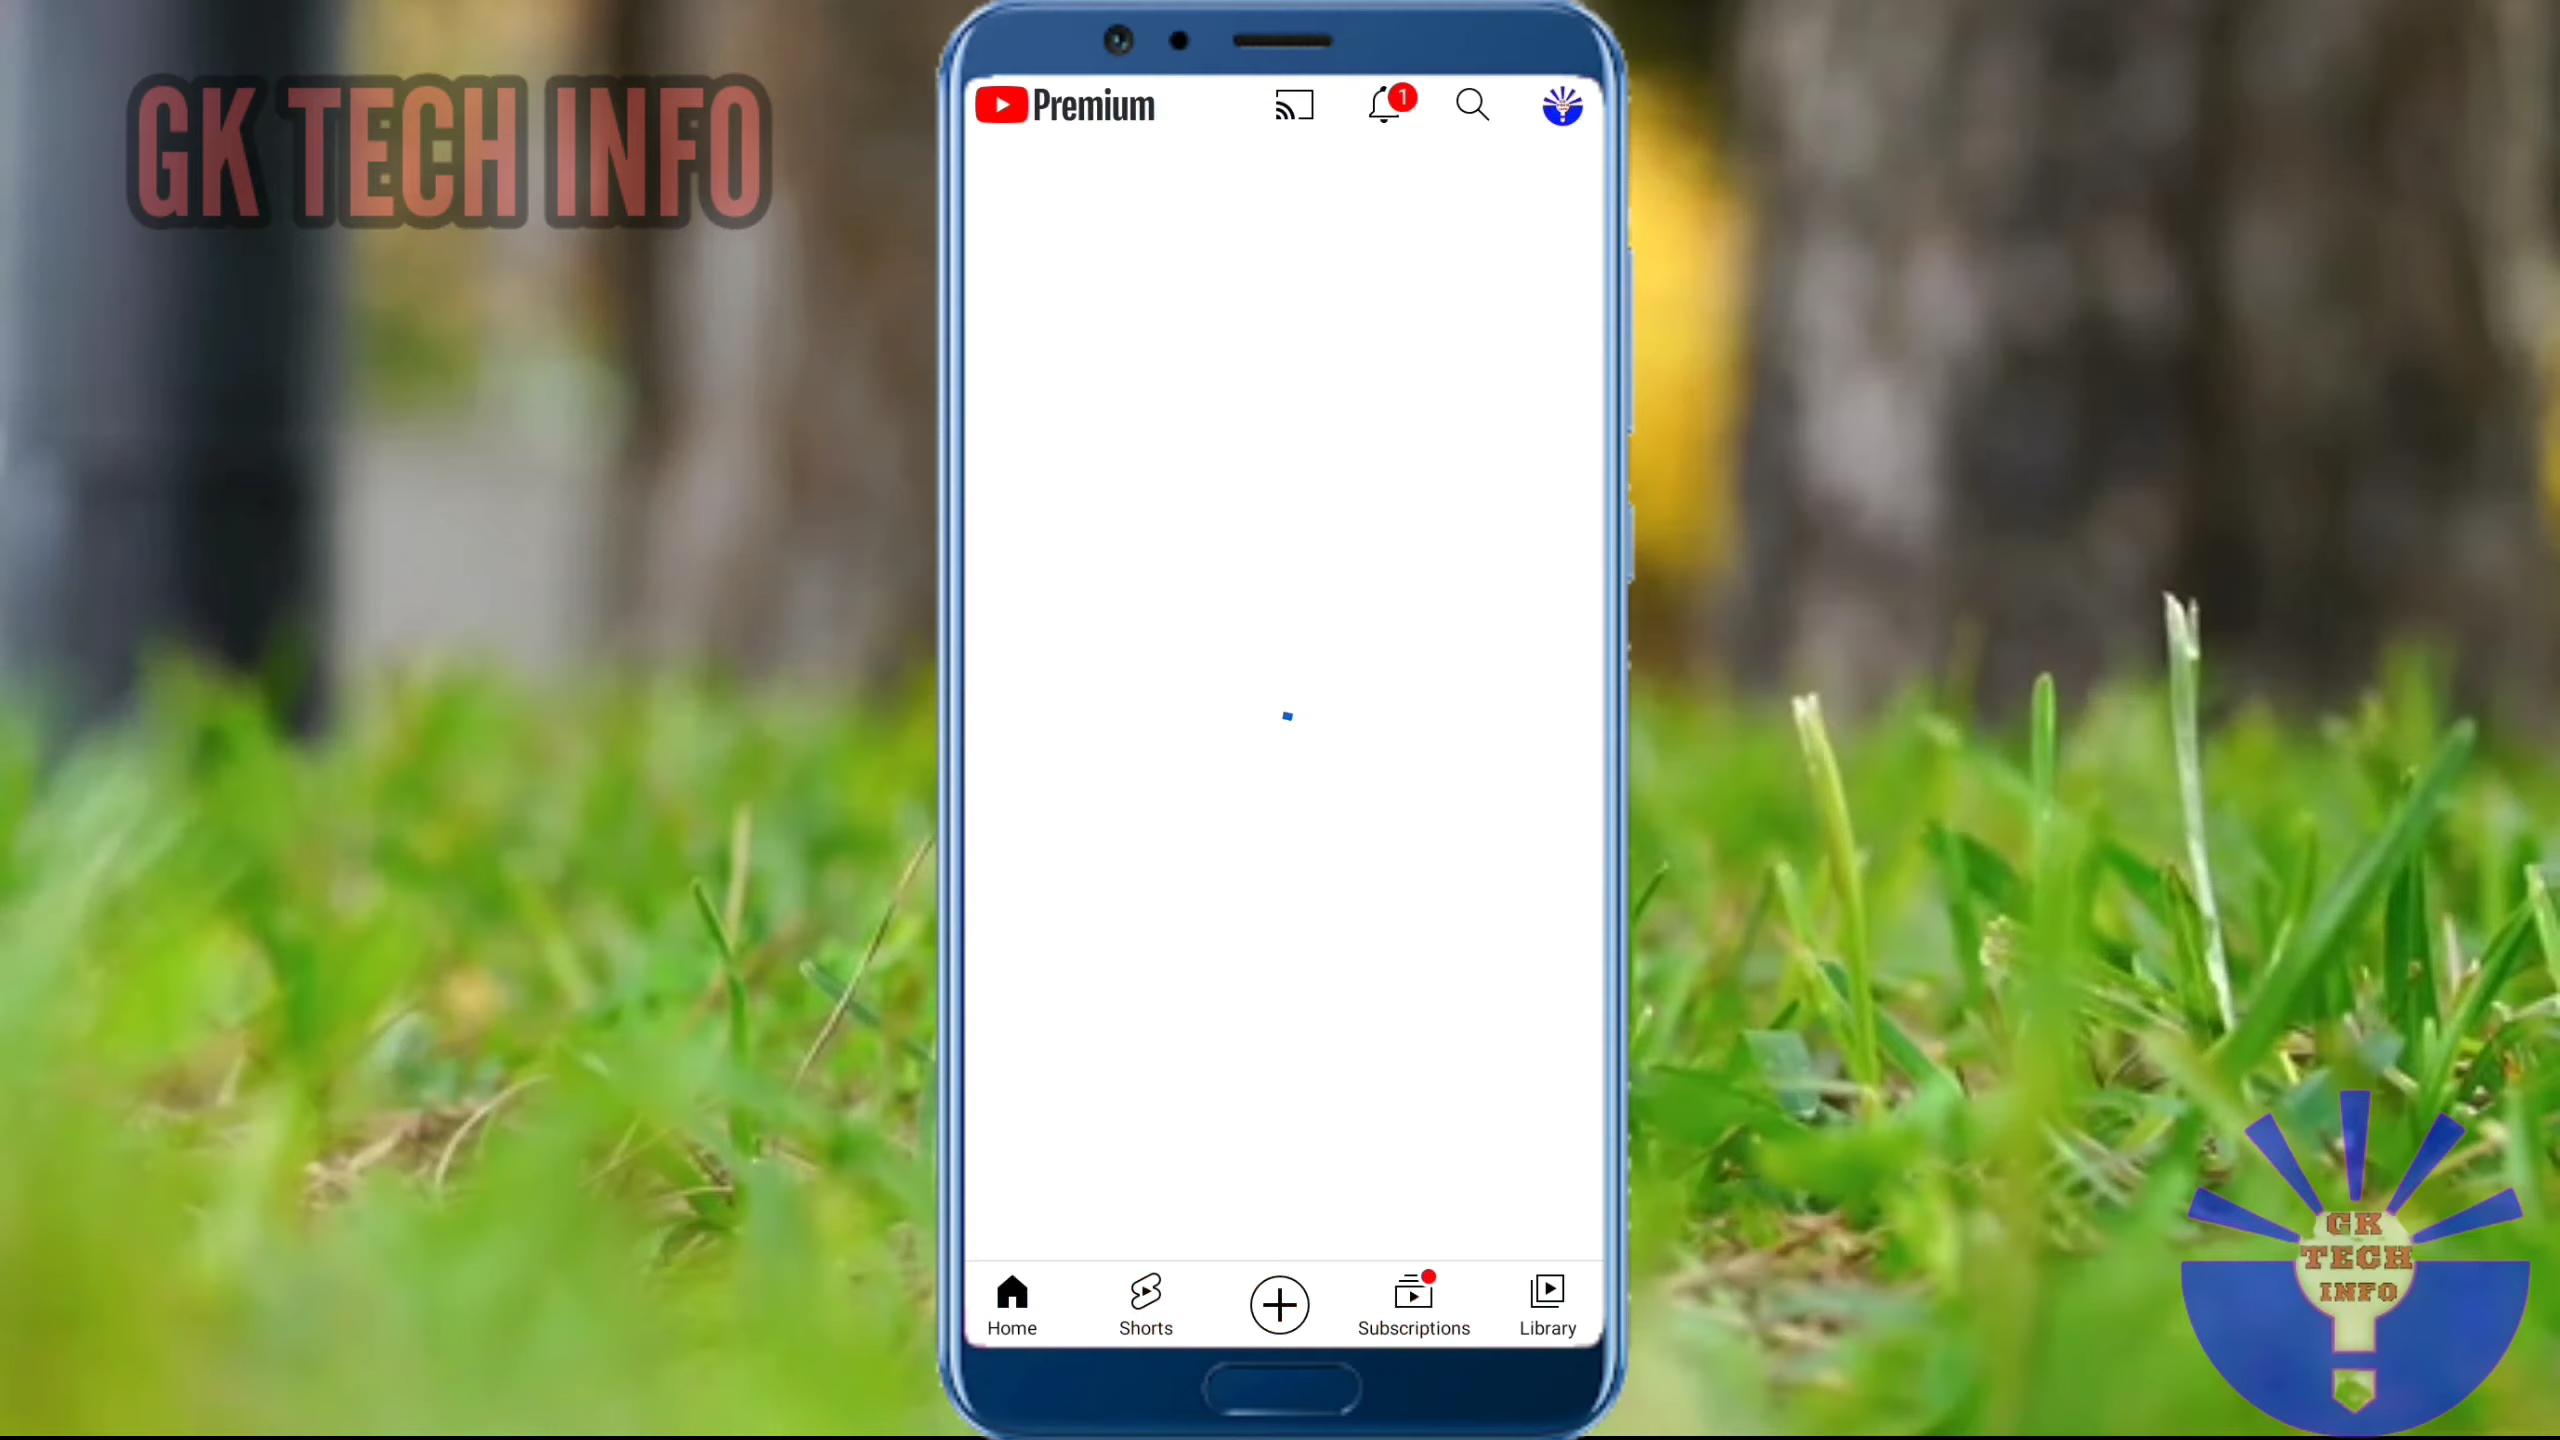 GK TECH INFO
Premium
1
Home
Shorts
Subscriptions
Library
GK
TECH
INFO